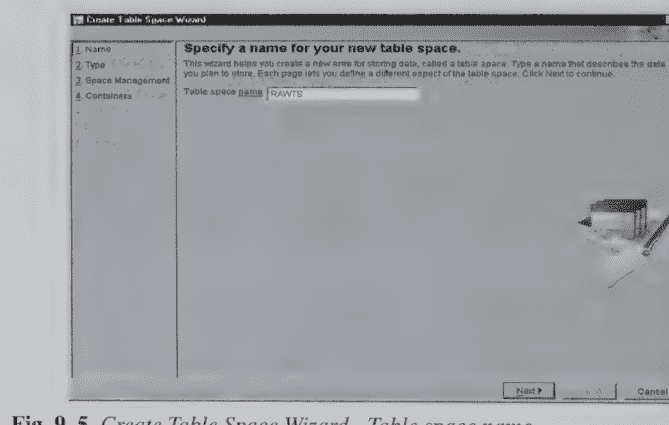 Create Table Space Wizard
1. Name
2. Type
3. Space Management
4. Containers
Specify a name for your new table space.
This wizard helps you create a new area for storing data, called a table space. Type a name that describes the data
you plan to store. Each page lets you define a different aspect of the table space. Click Next to continue.
Table space name RAWTS
Next Cancel
Fig. 9.5 Create Table Space Wizard - Table space name